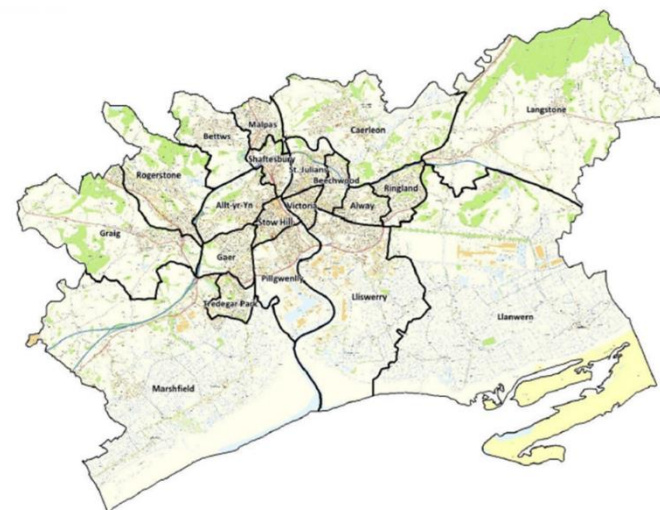 Langstone
Malpas
Caerleon
Bettws
Shaftesbury
St. Julians
Rogerstone
Beechwood
Ringland
Allt-yr-Yn
Victoria
Alway
Stow Hill
Graig
Gaer
Pillgwenlly
Lliswerry
Tredegar Park
Llanwern
Marshfield